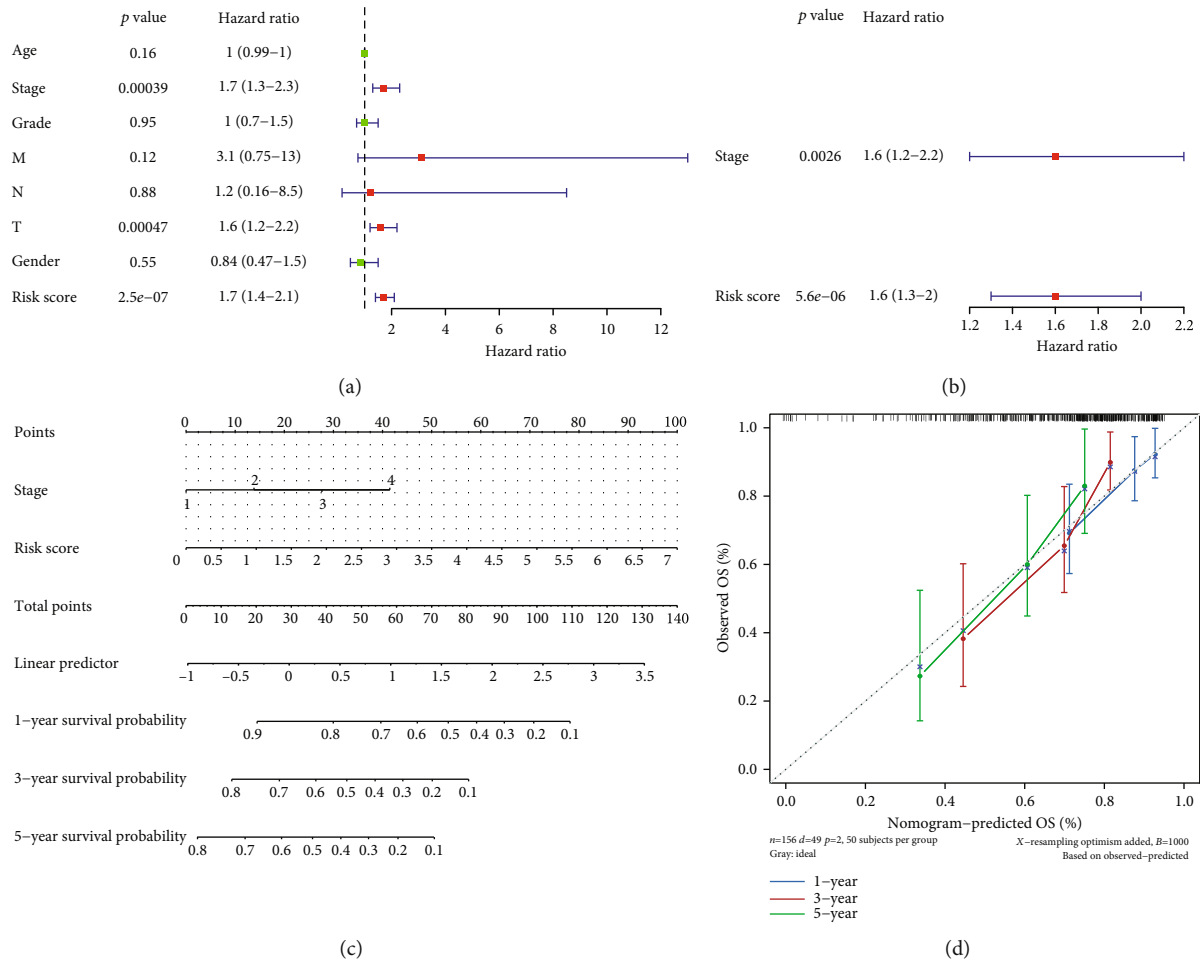 p value Hazard ratio
Age 0.16 1 (0.99−1)
Stage 0.00039 1.7 (1.3−2.3)
Grade 0.95 1 (0.7−1.5)
M 0.12 3.1 (0.75−13)
N 0.88 1.2 (0.16−8.5)
T 0.00047 1.6 (1.2−2.2)
Gender 0.55 0.84 (0.47−1.5)
Risk score 2.5e−07 1.7 (1.4−2.1)
2 4 6 8 10 12
Hazard ratio
(a)
p value Hazard ratio
Stage 0.0026 1.6 (1.2−2.2)
Risk score 5.6e−06 1.6 (1.3−2)
1.2 1.4 1.6 1.8 2.0 2.2
Hazard ratio
(b)
0 10 20 30 40 50 60 70 80 90 100
Points
2 4
Stage
1 3
Risk score
0 0.5 1 1.5 2 2.5 3 3.5 4 4.5 5 5.5 6 6.5 7
Total points
0 10 20 30 40 50 60 70 80 90 100 110 120 130 140
Linear predictor
−1 −0.5 0 0.5 1 1.5 2 2.5 3 3.5
1−year survival probability
0.9 0.8 0.7 0.6 0.5 0.4 0.3 0.2 0.1
3−year survival probability
0.8 0.7 0.6 0.5 0.4 0.3 0.2 0.1
5−year survival probability
0.8 0.7 0.6 0.5 0.4 0.3 0.2 0.1
(c)
Observed OS (%)
1.0
0.8
0.6
0.4
0.2
0.0
0.0 0.2 0.4 0.6 0.8 1.0
Nomogram−predicted OS (%)
n=156 d=49 p=2, 50 subjects per group
Gray: ideal
X−resampling optimism added, B=1000
Based on observed−predicted
1−year
3−year
5−year
(d)